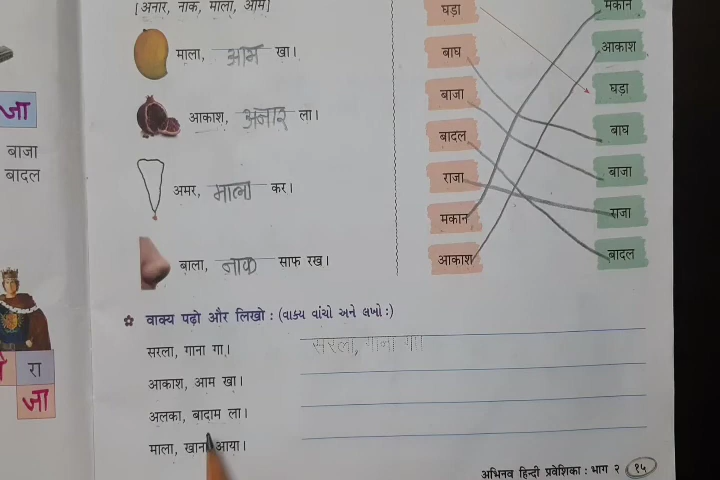 [अनार, नाक, माला, आम]
माला, आम खा।
आकाश, अनार ला।
अमर, माला कर।
बाला, नाक साफ रख।
घड़ा
बाघ
बाजा
बादल
राजा
मकान
आकाश
मकान
आकाश
घड़ा
बाघ
बाजा
राजा
बादल
जा
बाजा
बादल
रा
जा
वाक्य पढ़ो और लिखो : (વાક્ય વાંચો અને લખો :)
सरला, गाना गा। सरला, गाना गा।
आकाश, आम खा।
अलका, बादाम ला।
माला, खाना आया।
अभिनव हिन्दी प्रवेशिका : भाग २ १५